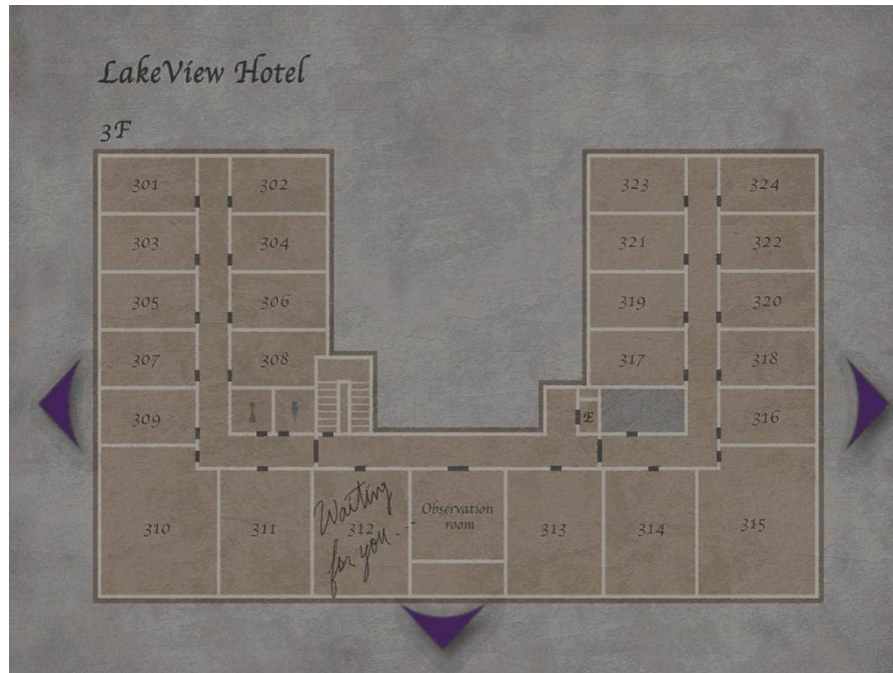 LakeView Hotel
3F
301 302 323 324
303 304 321 322
305 306 319 320
307 308 317 318
309 E 316
310 311 Waiting 312 for you... Observation room 313 314 315